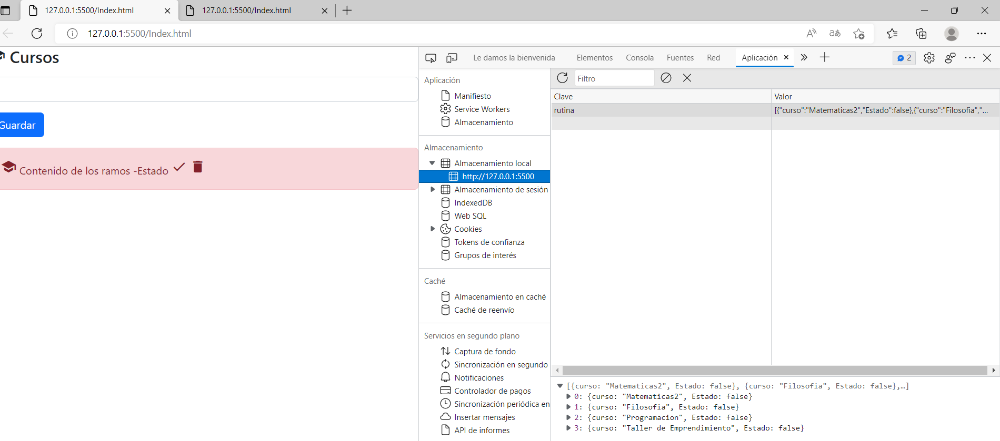 127.0.0.1:5500/Index.html
127.0.0.1:5500/Index.html
127.0.0.1:5500/Index.html
Cursos
Guardar
Contenido de los ramos -Estado
Le damos la bienvenida
Elementos
Consola
Fuentes
Red
Aplicación
2
Aplicación
Manifiesto
Service Workers
Almacenamiento
Almacenamiento
Almacenamiento local
http://127.0.0.1:5500
Almacenamiento de sesión
IndexedDB
Web SQL
Cookies
Tokens de confianza
Grupos de interés
Caché
Almacenamiento en caché
Caché de reenvío
Servicios en segundo plano
Captura de fondo
Sincronización en segundo
Notificaciones
Controlador de pagos
Sincronización periódica en
Insertar mensajes
API de informes
Filtro
Clave
Valor
rutina
[{"curso":"Matematicas2","Estado":false},{"curso":"Filosofia","...
[{curso: "Matematicas2", Estado: false}, {curso: "Filosofia", Estado: false},…]
0: {curso: "Matematicas2", Estado: false}
1: {curso: "Filosofia", Estado: false}
2: {curso: "Programacion", Estado: false}
3: {curso: "Taller de Emprendimiento", Estado: false}